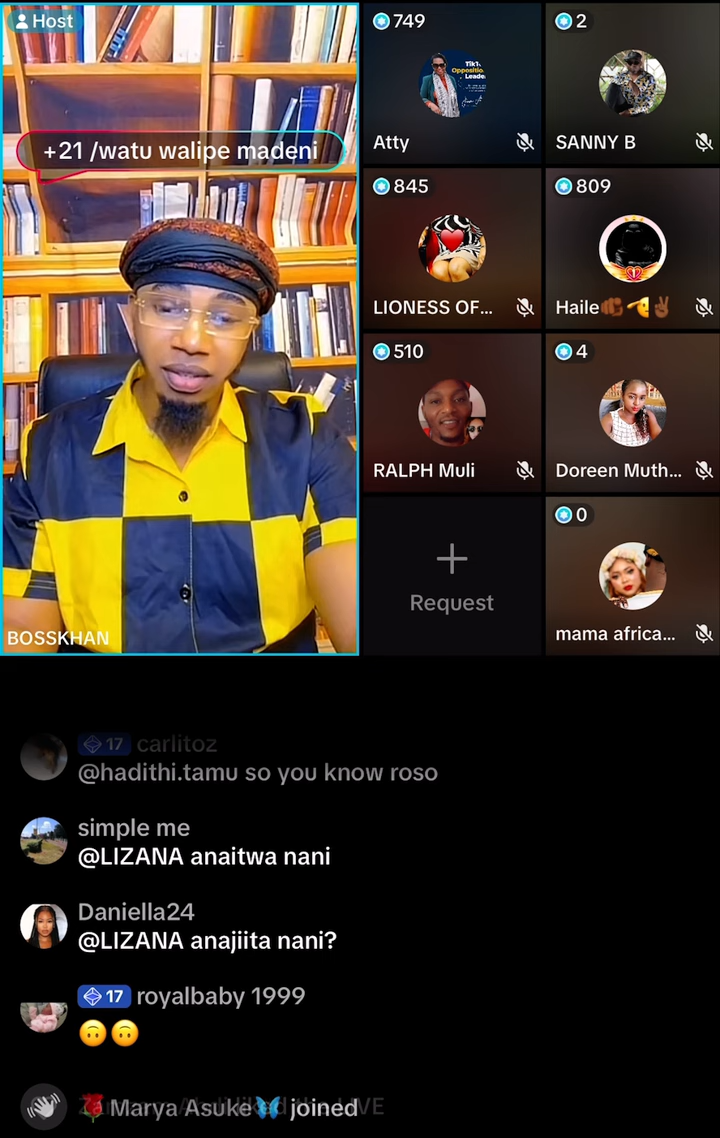 Host
+21 /watu walipe madeni
BOSSKHAN
749
Atty
2
SANNY B
845
LIONESS OF...
809
Haile
510
RALPH Muli
4
Doreen Muth...
Request
0
mama africa...
17 carlitoz
@hadithi.tamu so you know roso
simple me
@LIZANA anaitwa nani
Daniella24
@LIZANA anajiita nani?
17 royalbaby 1999
🙃🙃
🌹Marya Asuke🦋 joined